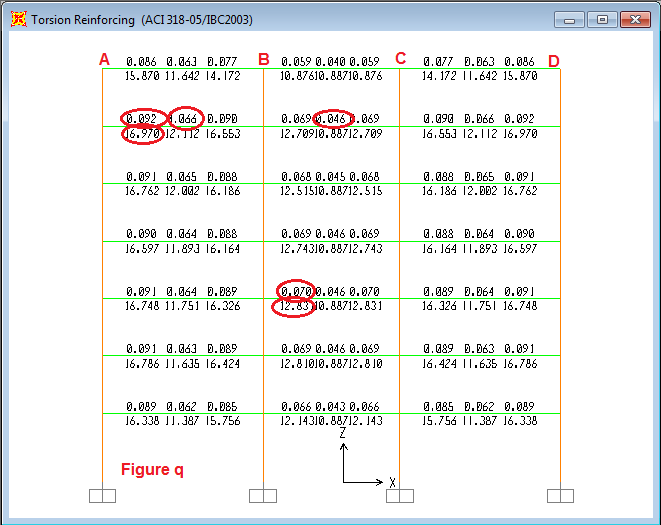 Torsion Reinforcing (ACI 318-05/IBC2003)
A B C D
0.086 0.063 0.077 0.059 0.040 0.059 0.077 0.063 0.086
15.870 11.642 14.172 10.876 10.887 10.876 14.172 11.642 15.870
0.092 0.066 0.090 0.069 0.046 0.069 0.090 0.066 0.092
16.970 12.112 16.553 12.709 10.887 12.709 16.553 12.112 16.970
0.091 0.065 0.088 0.068 0.045 0.068 0.088 0.065 0.091
16.762 12.002 16.186 12.515 10.887 12.515 16.186 12.002 16.762
0.090 0.064 0.088 0.069 0.046 0.069 0.088 0.064 0.090
16.597 11.893 16.164 12.743 10.887 12.743 16.164 11.893 16.597
0.091 0.064 0.089 0.070 0.046 0.070 0.089 0.064 0.091
16.748 11.751 16.326 12.831 10.887 12.831 16.326 11.751 16.748
0.091 0.063 0.089 0.069 0.046 0.069 0.089 0.063 0.091
16.786 11.635 16.424 12.810 10.887 12.810 16.424 11.635 16.786
0.089 0.062 0.085 0.066 0.043 0.066 0.085 0.062 0.089
16.338 11.387 15.756 12.143 10.887 12.143 15.756 11.387 16.338
Z
Figure q
X